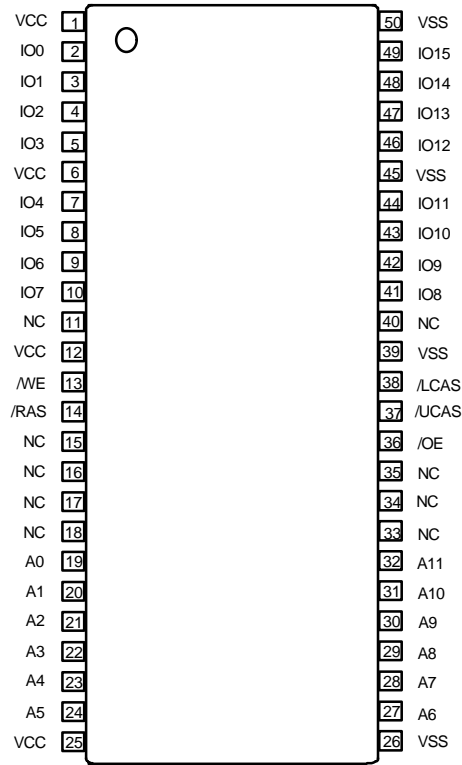 VCC 1 50 VSS
IO0 2 49 IO15
IO1 3 48 IO14
IO2 4 47 IO13
IO3 5 46 IO12
VCC 6 45 VSS
IO4 7 44 IO11
IO5 8 43 IO10
IO6 9 42 IO9
IO7 10 41 IO8
NC 11 40 NC
VCC 12 39 VSS
/WE 13 38 /LCAS
/RAS 14 37 /UCAS
NC 15 36 /OE
NC 16 35 NC
NC 17 34 NC
NC 18 33 NC
A0 19 32 A11
A1 20 31 A10
A2 21 30 A9
A3 22 29 A8
A4 23 28 A7
A5 24 27 A6
VCC 25 26 VSS